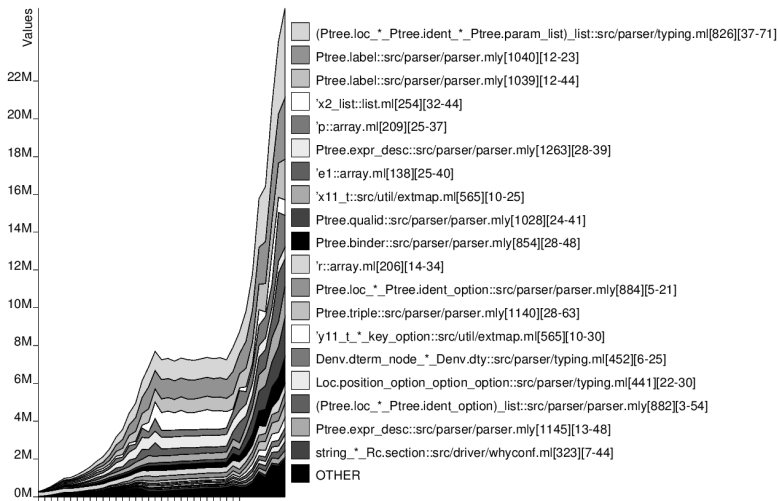 Values
22M
20M
18M
16M
14M
12M
10M
8M
6M
4M
2M
0M
(Ptree.loc_*_Ptree.ident_*_Ptree.param_list)_list::src/parser/typing.ml[826][37-71]
Ptree.label::src/parser/parser.mly[1040][12-23]
Ptree.label::src/parser/parser.mly[1039][12-44]
'x2_list::list.ml[254][32-44]
'p::array.ml[209][25-37]
Ptree.expr_desc::src/parser/parser.mly[1263][28-39]
'e1::array.ml[138][25-40]
'x11_t::src/util/extmap.ml[565][10-25]
Ptree.qualid::src/parser/parser.mly[1028][24-41]
Ptree.binder::src/parser/parser.mly[854][28-48]
'r::array.ml[206][14-34]
Ptree.loc_*_Ptree.ident_option::src/parser/parser.mly[884][5-21]
Ptree.triple::src/parser/parser.mly[1140][28-63]
'y11_t_*_key_option::src/util/extmap.ml[565][10-30]
Denv.dterm_node_*_Denv.dty::src/parser/typing.ml[452][6-25]
Loc.position_option_option_option::src/parser/typing.ml[441][22-30]
(Ptree.loc_*_Ptree.ident_option)_list::src/parser/parser.mly[882][3-54]
Ptree.expr_desc::src/parser/parser.mly[1145][13-48]
string_*_Rc.section::src/driver/whyconf.ml[323][7-44]
OTHER